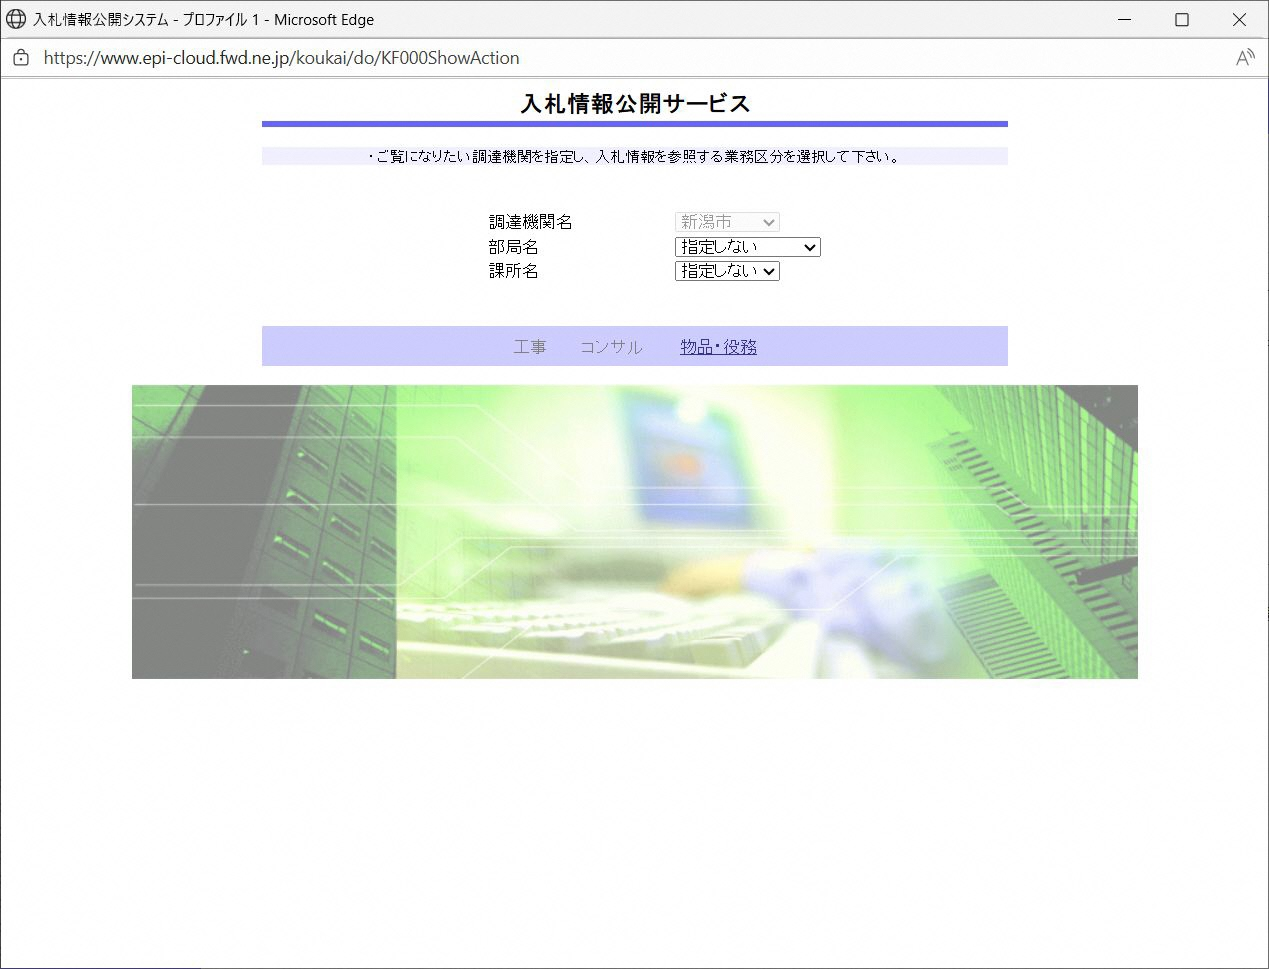 入札情報公開システム - プロファイル 1 - Microsoft Edge
https://www.epi-cloud.fwd.ne.jp/koukai/do/KF000ShowAction
入札情報公開サービス
・ご覧になりたい調達機関を指定し、入札情報を参照する業務区分を選択して下さい。
調達機関名 新潟市
部局名 指定しない
課所名 指定しない
工事 コンサル 物品・役務